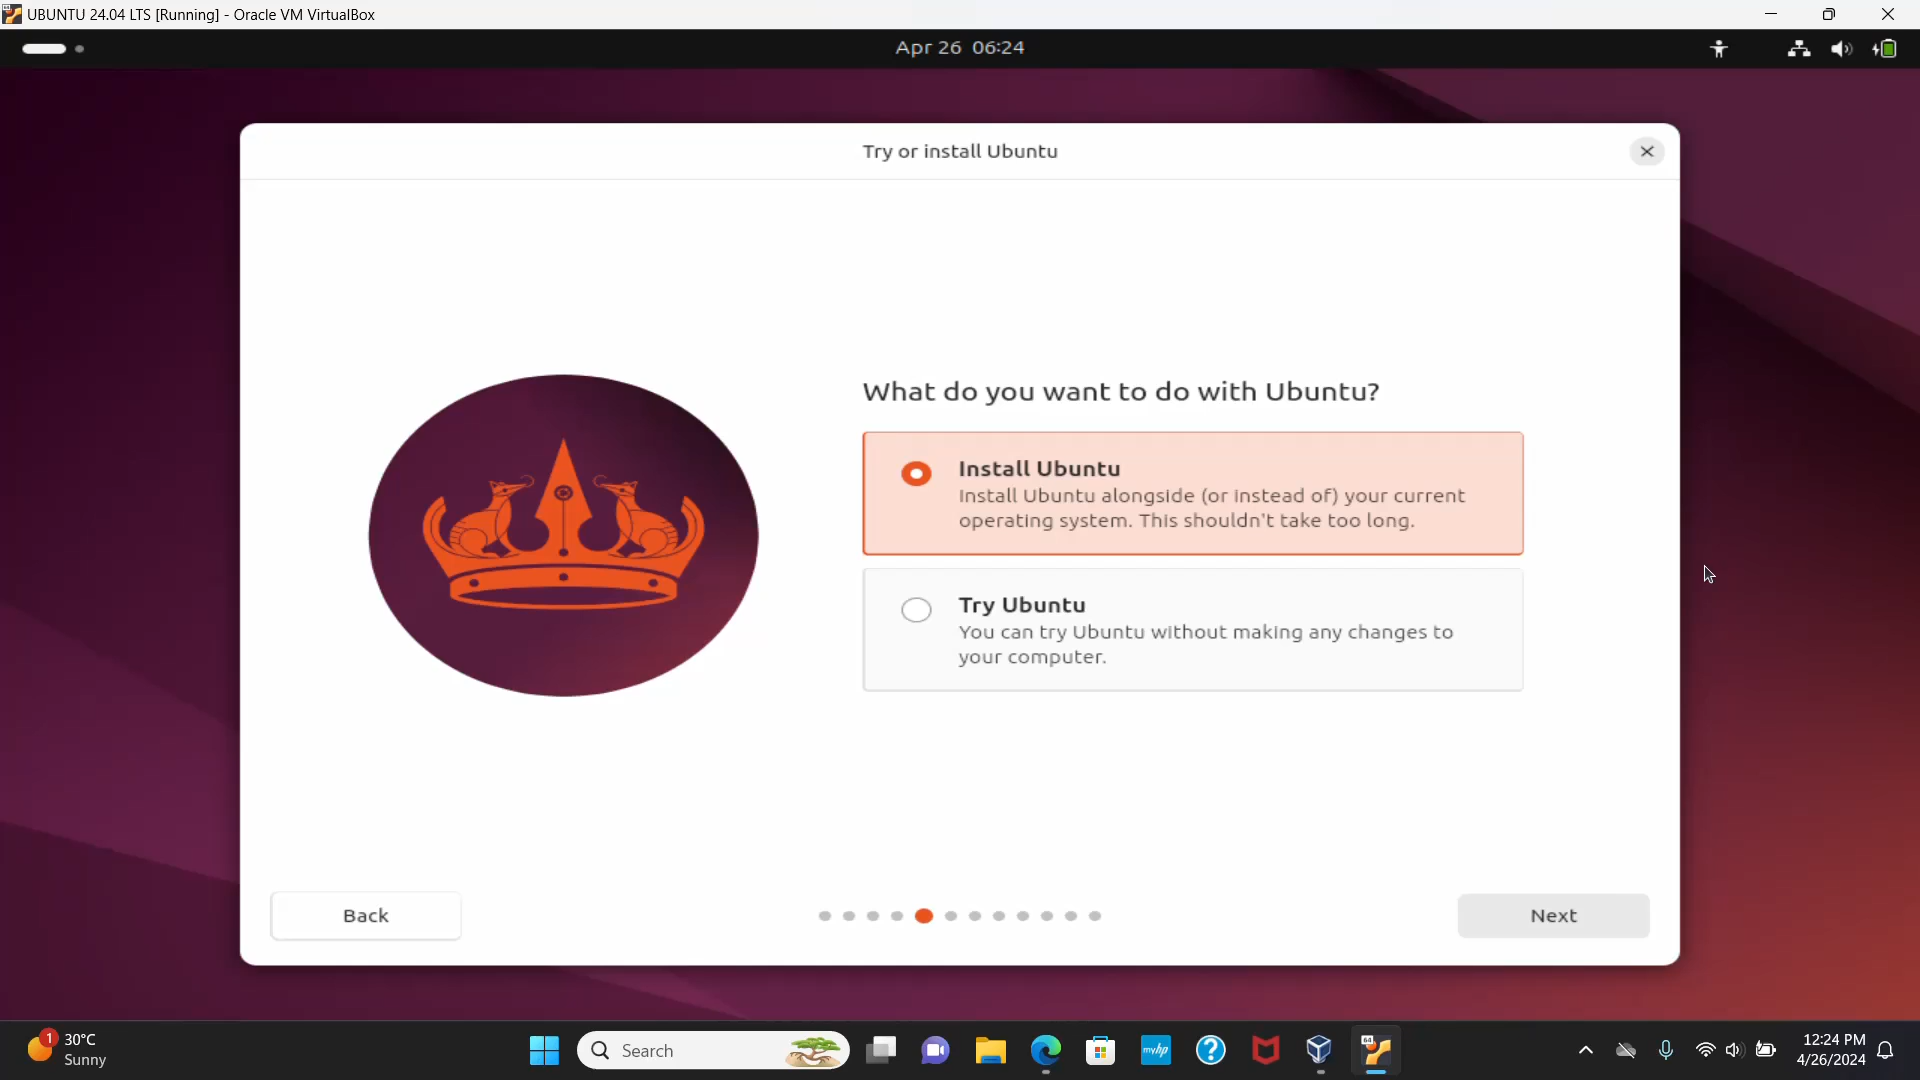 UBUNTU 24.04 LTS [Running] - Oracle VM VirtualBox
Apr 26 06:24
Try or install Ubuntu
What do you want to do with Ubuntu?
Install Ubuntu
Install Ubuntu alongside (or instead of) your current
operating system. This shouldn't take too long.
Try Ubuntu
You can try Ubuntu without making any changes to
your computer.
Back
Next
1
30°C
Sunny
Search
myhp
64
12:24 PM
4/26/2024